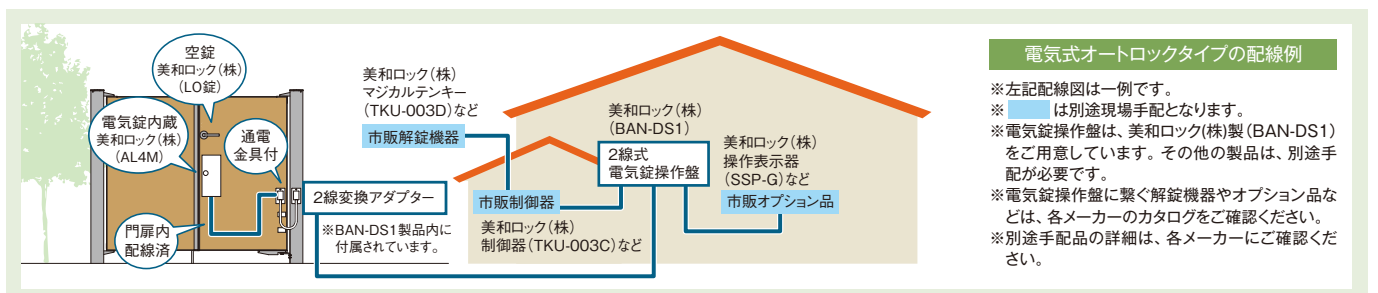 空錠
美和ロック(株)
(LO錠)
電気錠内蔵
美和ロック(株)
(AL4M)
通電
金具付
門扉内
配線済
2線変換アダプター
※BAN-DS1製品内に
付属されています。
美和ロック(株)
マジカルテンキー
(TKU-003D)など
市販解錠機器
市販制御器
美和ロック(株)
制御器(TKU-003C)など
美和ロック(株)
(BAN-DS1)
2線式
電気錠操作盤
美和ロック(株)
操作表示器
(SSP-G)など
市販オプション品
電気式オートロックタイプの配線例
※左記配線図は一例です。
※ は別途現場手配となります。
※電気錠操作盤は、美和ロック(株)製(BAN-DS1)
をご用意しています。その他の製品は、別途手
配が必要です。
※電気錠操作盤に繋ぐ解錠機器やオプション品な
どは、各メーカーのカタログをご確認ください。
※別途手配品の詳細は、各メーカーにご確認くだ
さい。